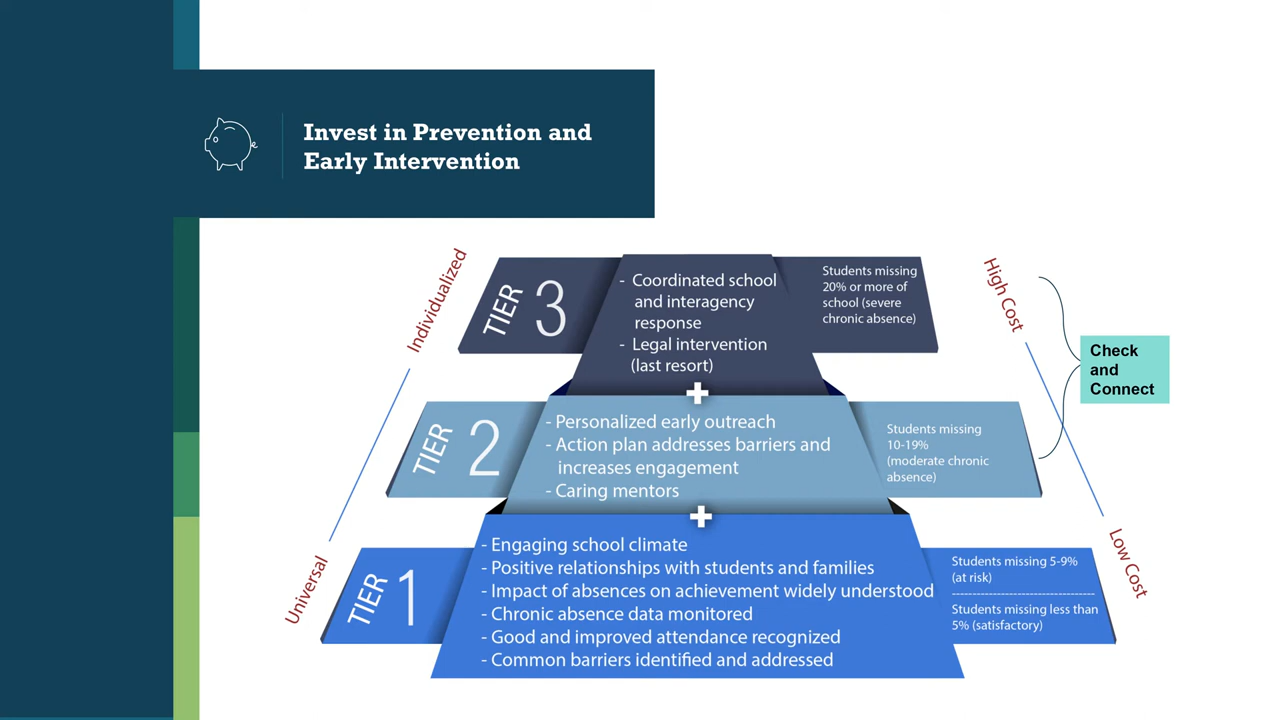 Invest in Prevention and
Early Intervention
Individualized
Universal
TIER 3
- Coordinated school
and interagency
response
- Legal intervention
(last resort)
Students missing
20% or more of
school (severe
chronic absence)
High Cost
Low Cost
Check
and
Connect
TIER 2
- Personalized early outreach
- Action plan addresses barriers and
increases engagement
- Caring mentors
Students missing
10-19%
(moderate chronic
absence)
TIER 1
- Engaging school climate
- Positive relationships with students and families
- Impact of absences on achievement widely understood
- Chronic absence data monitored
- Good and improved attendance recognized
- Common barriers identified and addressed
Students missing 5-9%
(at risk)
Students missing less than
5% (satisfactory)